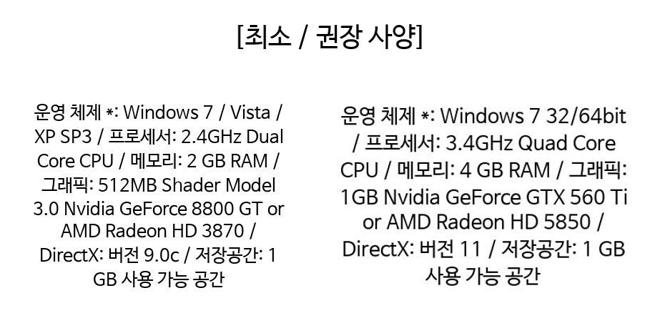 [최소 / 권장 사양]
운영 체제 *: Windows 7 / Vista /
XP SP3 / 프로세서: 2.4GHz Dual
Core CPU / 메모리: 2 GB RAM /
그래픽: 512MB Shader Model
3.0 Nvidia GeForce 8800 GT or
AMD Radeon HD 3870 /
DirectX: 버전 9.0c / 저장공간: 1
GB 사용 가능 공간
운영 체제 *: Windows 7 32/64bit
/ 프로세서: 3.4GHz Quad Core
CPU / 메모리: 4 GB RAM / 그래픽:
1GB Nvidia GeForce GTX 560 Ti
or AMD Radeon HD 5850 /
DirectX: 버전 11 / 저장공간: 1 GB
사용 가능 공간